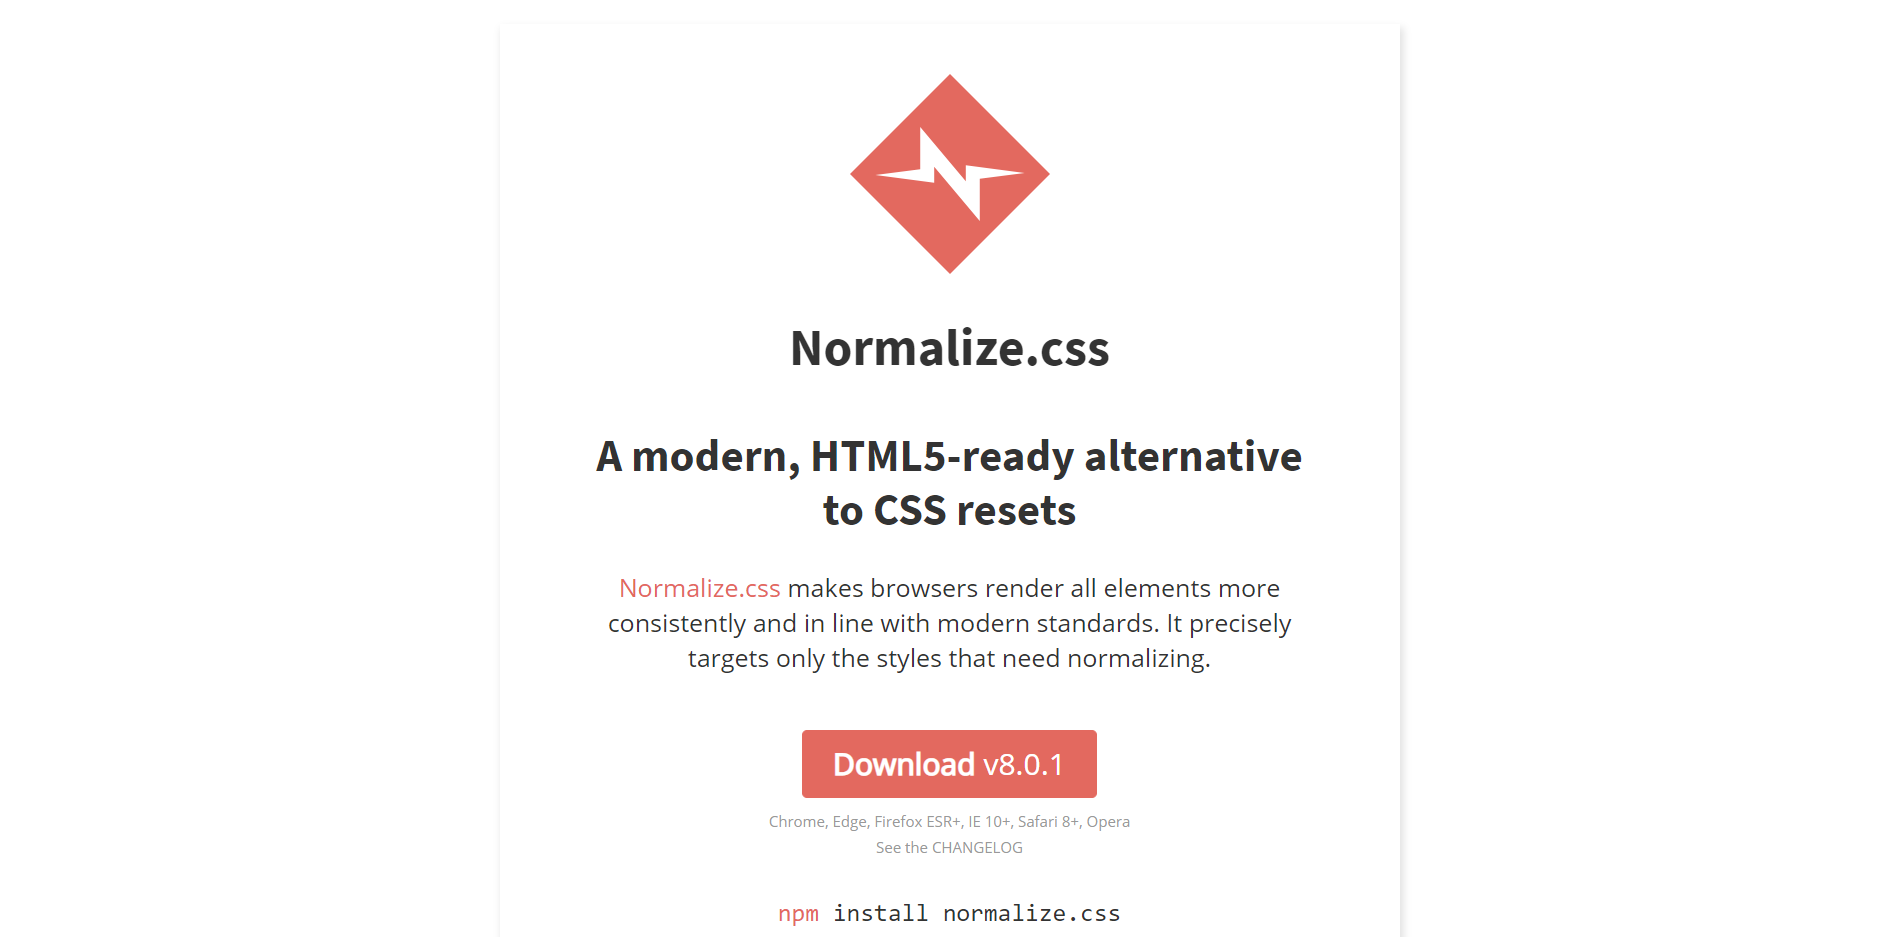 Normalize.css
A modern, HTML5-ready alternative
to CSS resets
Normalize.css makes browsers render all elements more
consistently and in line with modern standards. It precisely
targets only the styles that need normalizing.
Download v8.0.1
Chrome, Edge, Firefox ESR+, IE 10+, Safari 8+, Opera
See the CHANGELOG
npm install normalize.css